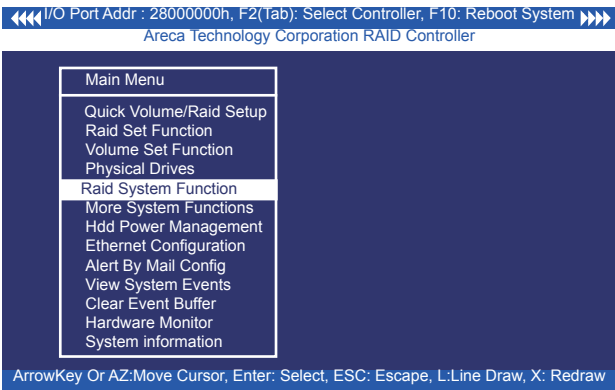 I/O Port Addr : 28000000h, F2(Tab): Select Controller, F10: Reboot System
Areca Technology Corporation RAID Controller
Main Menu
Quick Volume/Raid Setup
Raid Set Function
Volume Set Function
Physical Drives
Raid System Function
More System Functions
Hdd Power Management
Ethernet Configuration
Alert By Mail Config
View System Events
Clear Event Buffer
Hardware Monitor
System information
ArrowKey Or AZ:Move Cursor, Enter: Select, ESC: Escape, L:Line Draw, X: Redraw